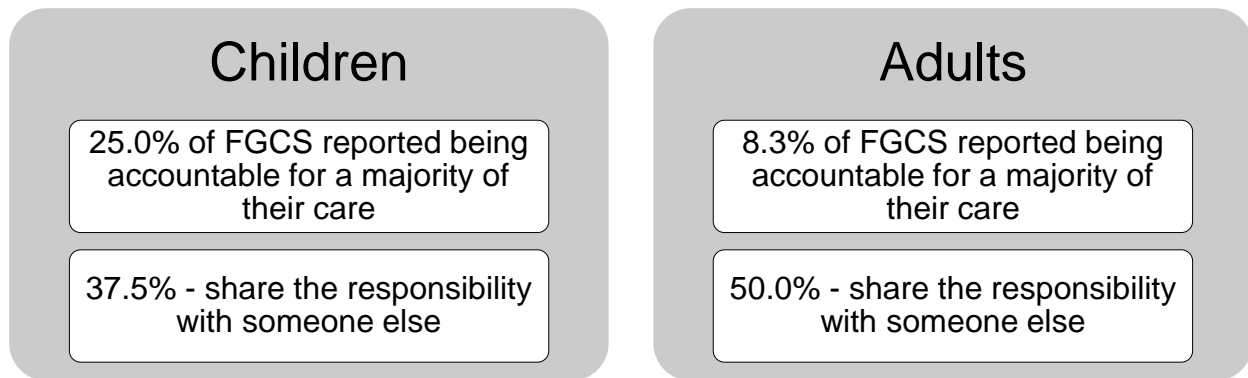 Children
25.0% of FGCS reported being
accountable for a majority of
their care
37.5% - share the responsibility
with someone else
Adults
8.3% of FGCS reported being
accountable for a majority of
their care
50.0% - share the responsibility
with someone else